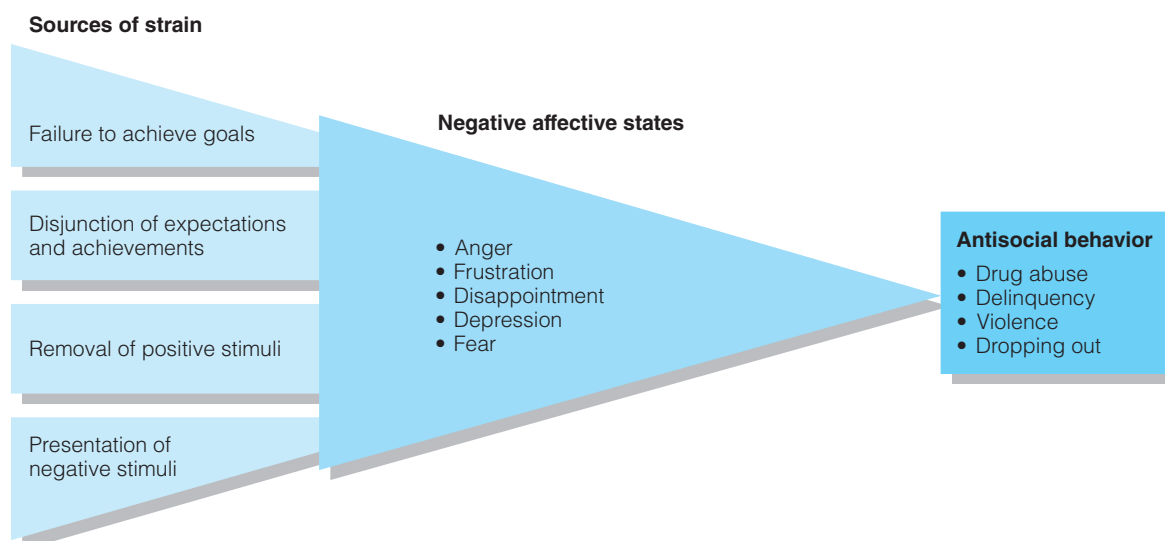 Sources of strain
Failure to achieve goals
Disjunction of expectations
and achievements
Removal of positive stimuli
Presentation of
negative stimuli
Negative affective states
• Anger
• Frustration
• Disappointment
• Depression
• Fear
Antisocial behavior
• Drug abuse
• Delinquency
• Violence
• Dropping out